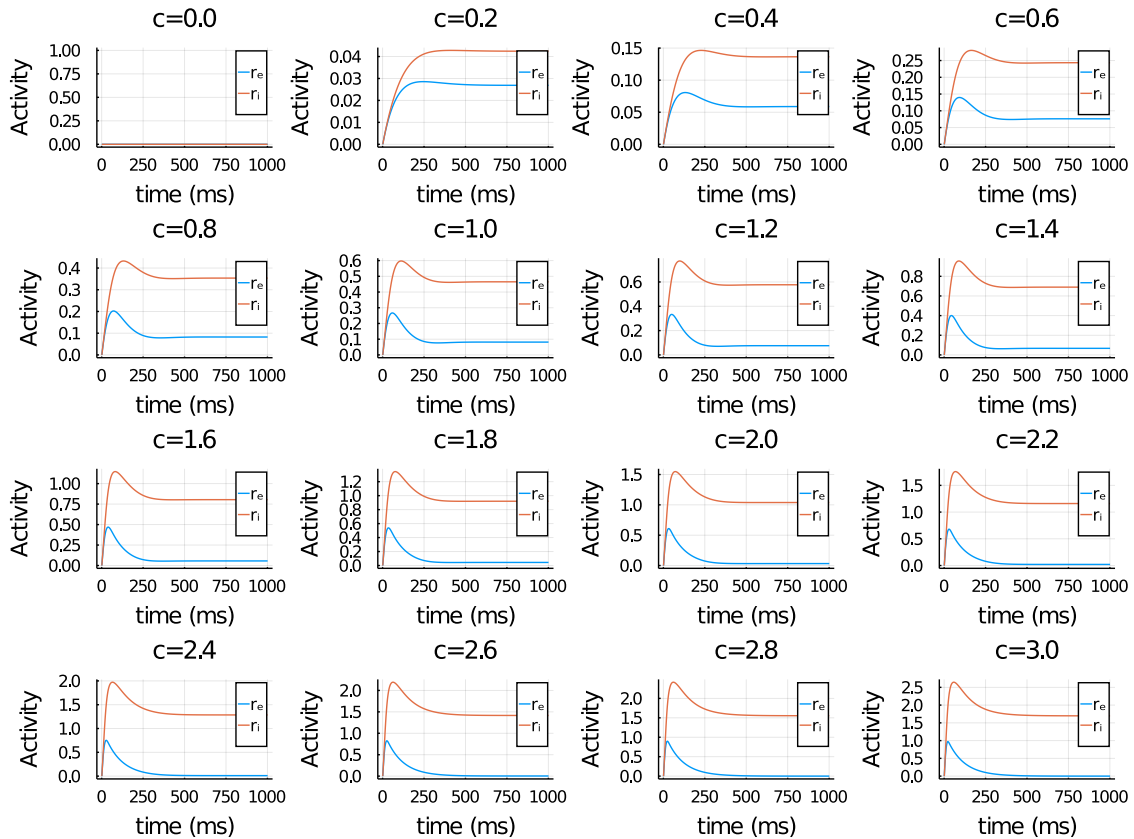 c=0.0
Activity
1.00
0.75
0.50
0.25
0.00
0 250 500 750 1000
time (ms)
rₑ
rᵢ
c=0.2
Activity
0.04
0.03
0.02
0.01
0.00
0 250 500 750 1000
time (ms)
rₑ
rᵢ
c=0.4
Activity
0.15
0.10
0.05
0.00
0 250 500 750 1000
time (ms)
rₑ
rᵢ
c=0.6
Activity
0.25
0.20
0.15
0.10
0.05
0.00
0 250 500 750 1000
time (ms)
rₑ
rᵢ
c=0.8
Activity
0.4
0.3
0.2
0.1
0.0
0 250 500 750 1000
time (ms)
rₑ
rᵢ
c=1.0
Activity
0.6
0.5
0.4
0.3
0.2
0.1
0.0
0 250 500 750 1000
time (ms)
rₑ
rᵢ
c=1.2
Activity
0.6
0.4
0.2
0.0
0 250 500 750 1000
time (ms)
rₑ
rᵢ
c=1.4
Activity
0.8
0.6
0.4
0.2
0.0
0 250 500 750 1000
time (ms)
rₑ
rᵢ
c=1.6
Activity
1.00
0.75
0.50
0.25
0.00
0 250 500 750 1000
time (ms)
rₑ
rᵢ
c=1.8
Activity
1.2
1.0
0.8
0.6
0.4
0.2
0.0
0 250 500 750 1000
time (ms)
rₑ
rᵢ
c=2.0
Activity
1.5
1.0
0.5
0.0
0 250 500 750 1000
time (ms)
rₑ
rᵢ
c=2.2
Activity
1.5
1.0
0.5
0.0
0 250 500 750 1000
time (ms)
rₑ
rᵢ
c=2.4
Activity
2.0
1.5
1.0
0.5
0.0
0 250 500 750 1000
time (ms)
rₑ
rᵢ
c=2.6
Activity
2.0
1.5
1.0
0.5
0.0
0 250 500 750 1000
time (ms)
rₑ
rᵢ
c=2.8
Activity
2.0
1.5
1.0
0.5
0.0
0 250 500 750 1000
time (ms)
rₑ
rᵢ
c=3.0
Activity
2.5
2.0
1.5
1.0
0.5
0.0
0 250 500 750 1000
time (ms)
rₑ
rᵢ